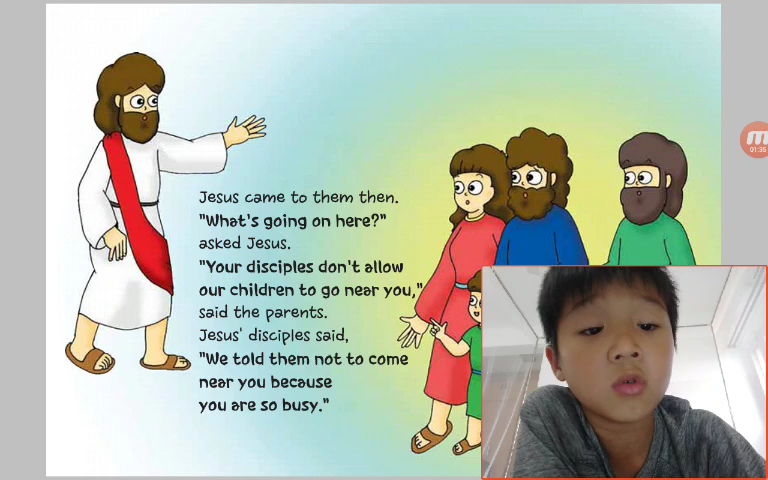 Jesus came to them then.
"What's going on here?"
asked Jesus.
"Your disciples don't allow
our children to go near you,"
said the parents.
Jesus' disciples said,
"We told them not to come
near you because
you are so busy."
01:35